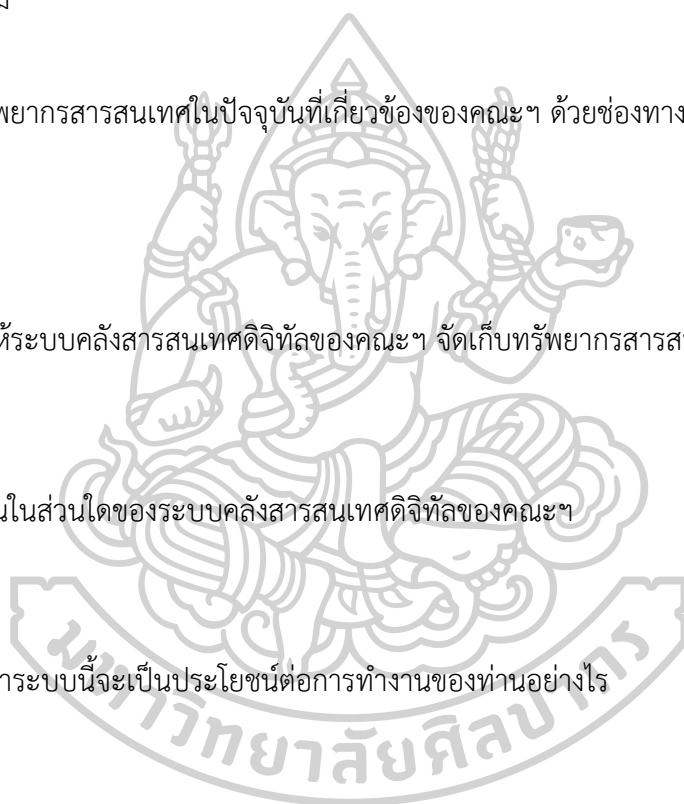 พยากรสารสนเทศในปัจจุบันที่เกี่ยวข้องของคณะฯ ด้วยช่องทาง
ห้ระบบคลังสารสนเทศดิจิทัลของคณะฯ จัดเก็บทรัพยากรสารส
นในส่วนใดของระบบคลังสารสนเทศดิจิทัลของคณะฯ
าระบบนี้จะเป็นประโยชน์ต่อการทำงานของท่านอย่างไร
มหาวิทยาลัยศิลปากร